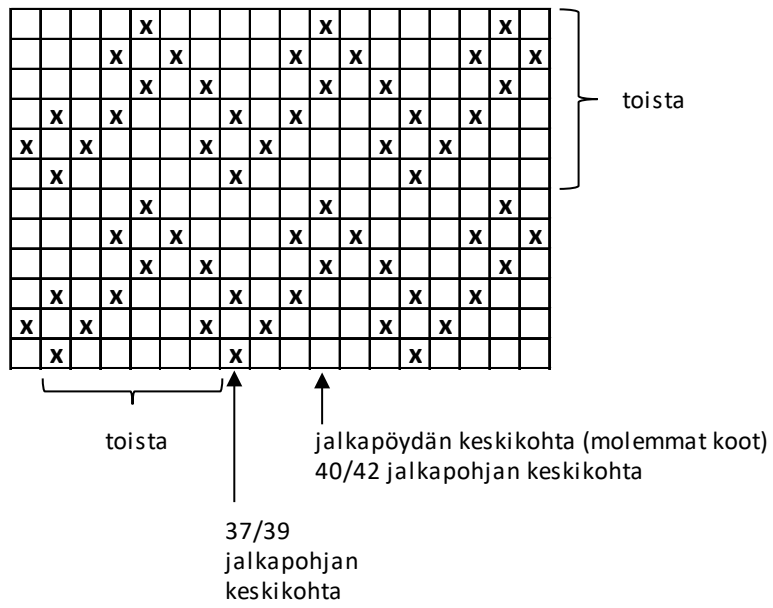 x x x
x x x x x x
x x x x x
toista
x x x x x x
x x x x x x
x x x
x x x
x x x x x x
x x x x x
x x x x x x
x x x x x x
x x x
toista
jalkapöydän keskikohta (molemmat koot)
40/42 jalkapohjan keskikohta
37/39
jalkapohjan
keskikohta